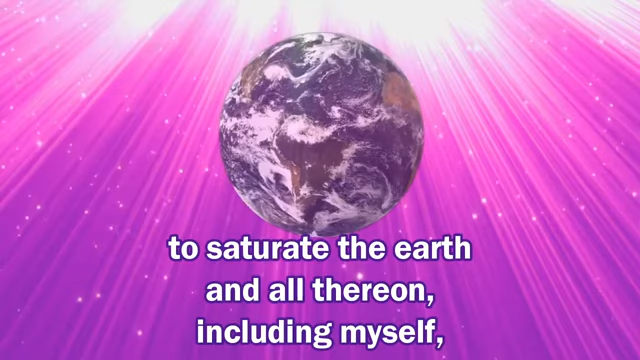 to saturate the earth
and all thereon,
including myself,